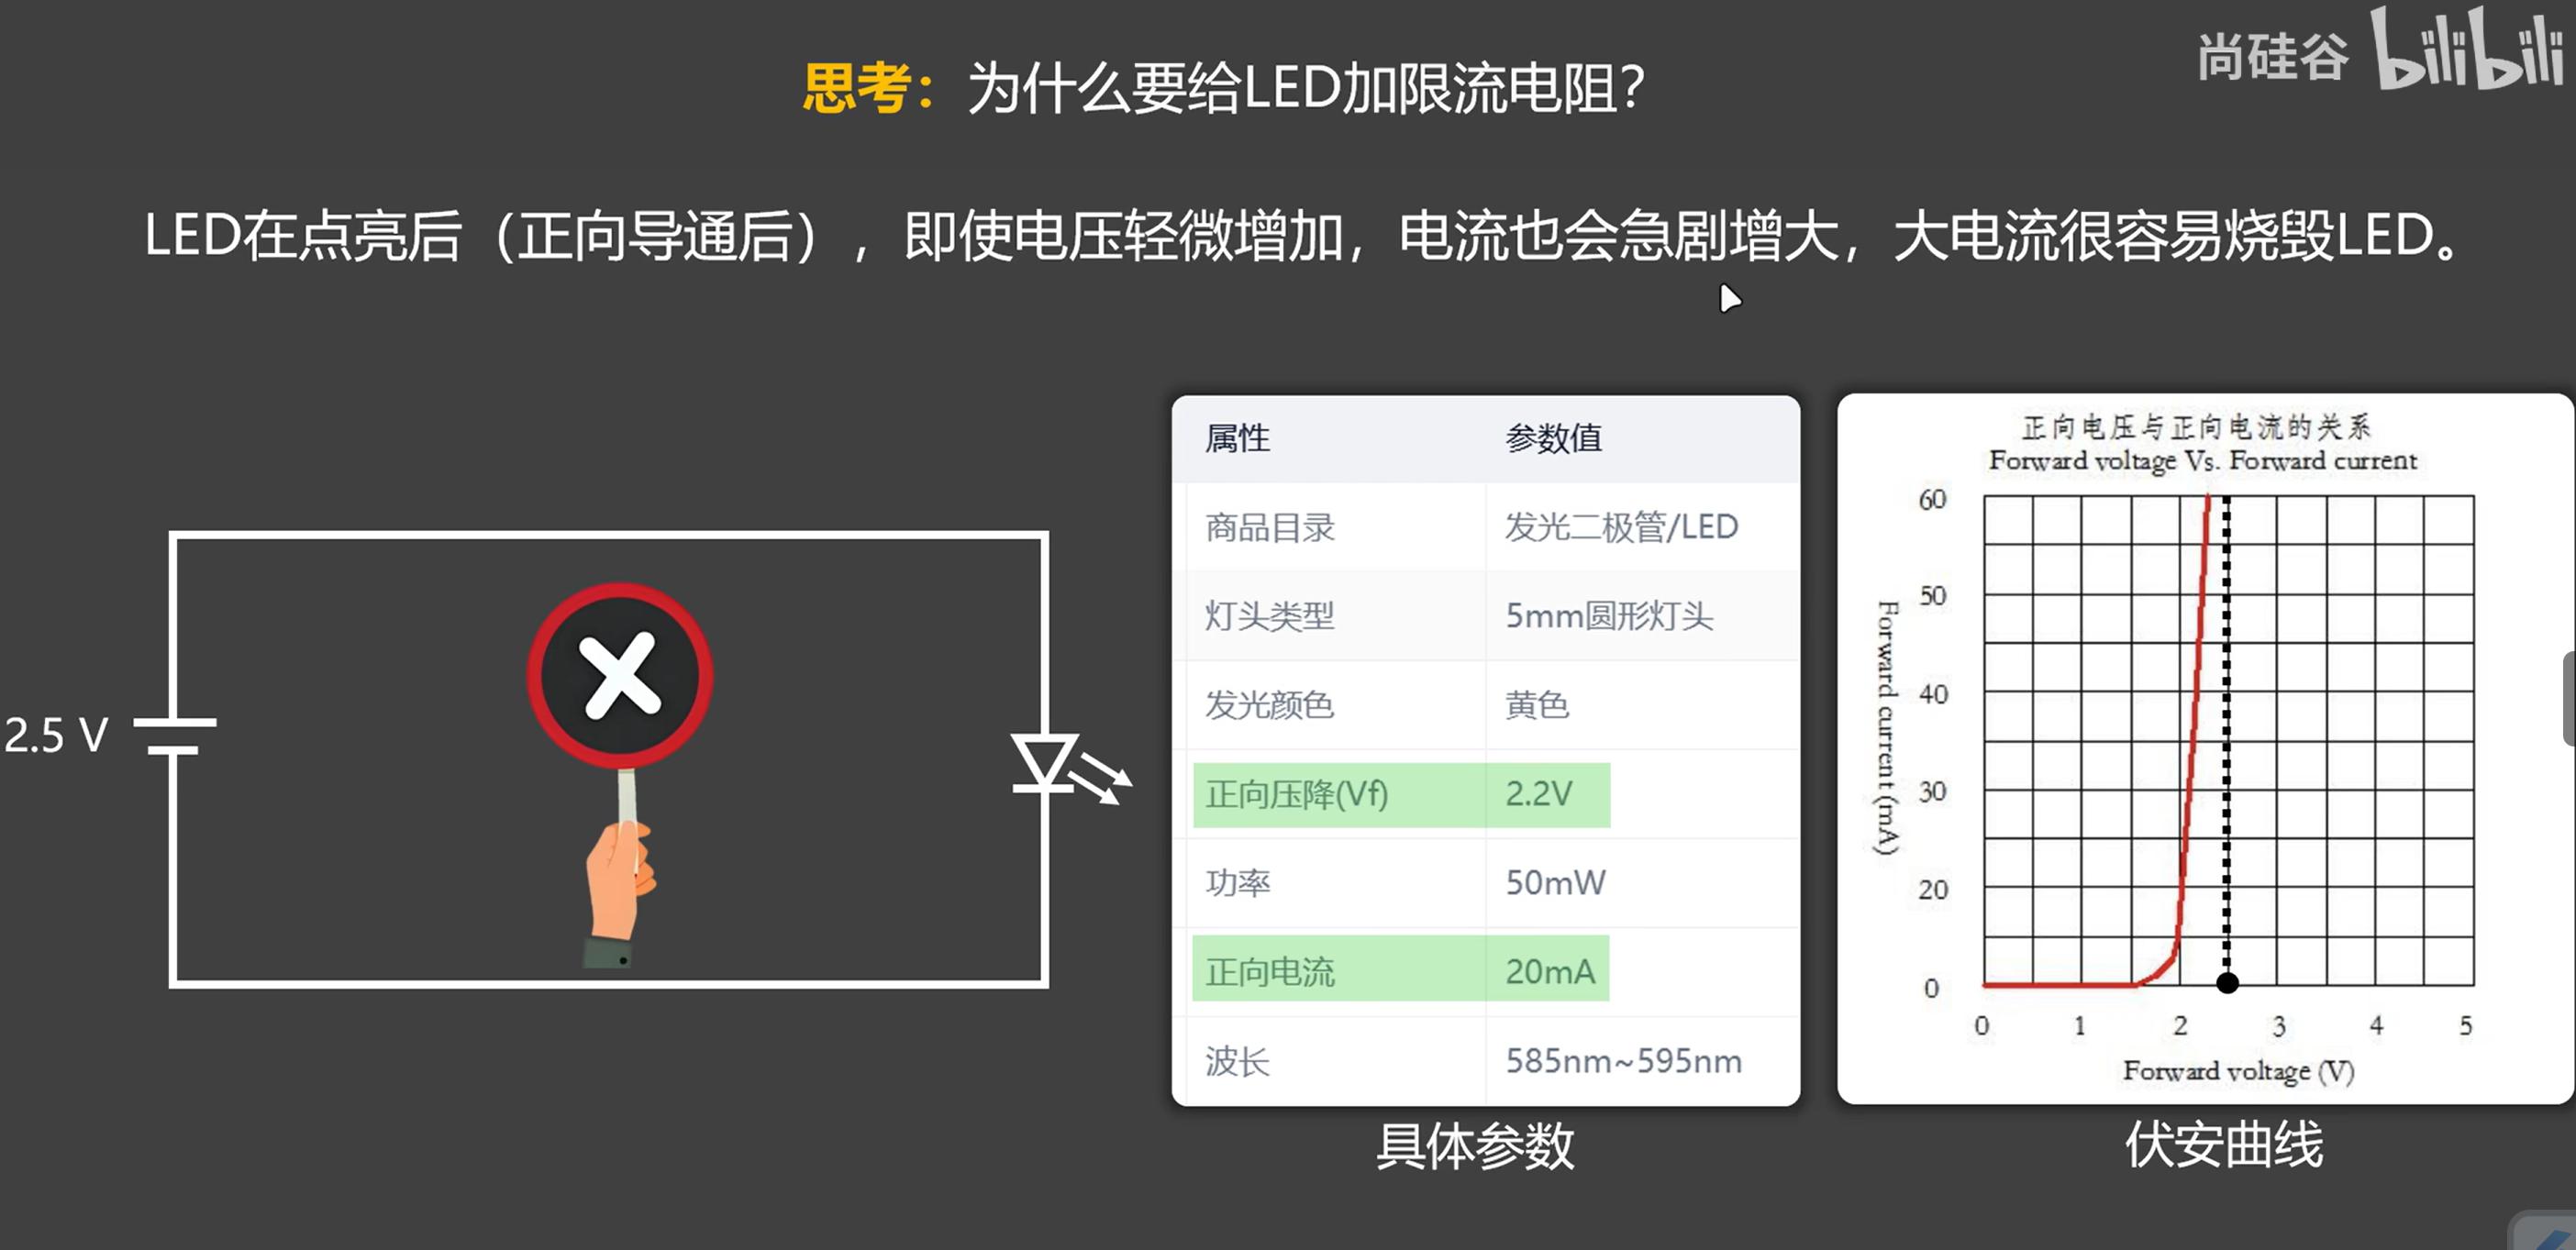 尚硅谷 bilibili
思考：为什么要给LED加限流电阻？
LED在点亮后（正向导通后），即使电压轻微增加，电流也会急剧增大，大电流很容易烧毁LED。
2.5 V
属性 参数值
商品目录 发光二极管/LED
灯头类型 5mm圆形灯头
发光颜色 黄色
正向压降(Vf) 2.2V
功率 50mW
正向电流 20mA
波长 585nm~595nm
具体参数
正向电压与正向电流的关系
Forward voltage Vs. Forward current
Forward current (mA)
60
50
40
30
20
0
0 1 2 3 4 5
Forward voltage (V)
伏安曲线